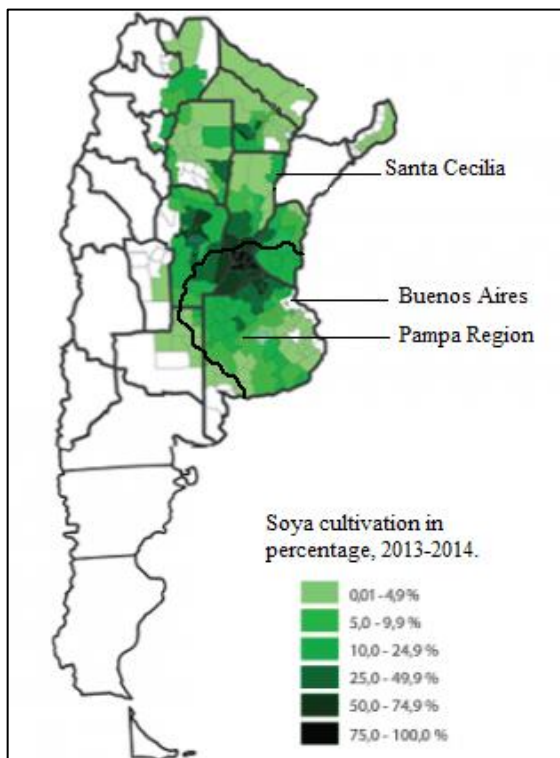 Santa Cecilia
Buenos Aires
Pampa Region
Soya cultivation in
percentage, 2013-2014.
0,01 - 4,9 %
5,0 - 9,9 %
10,0 - 24,9 %
25,0 - 49,9 %
50,0 - 74,9 %
75,0 - 100,0 %